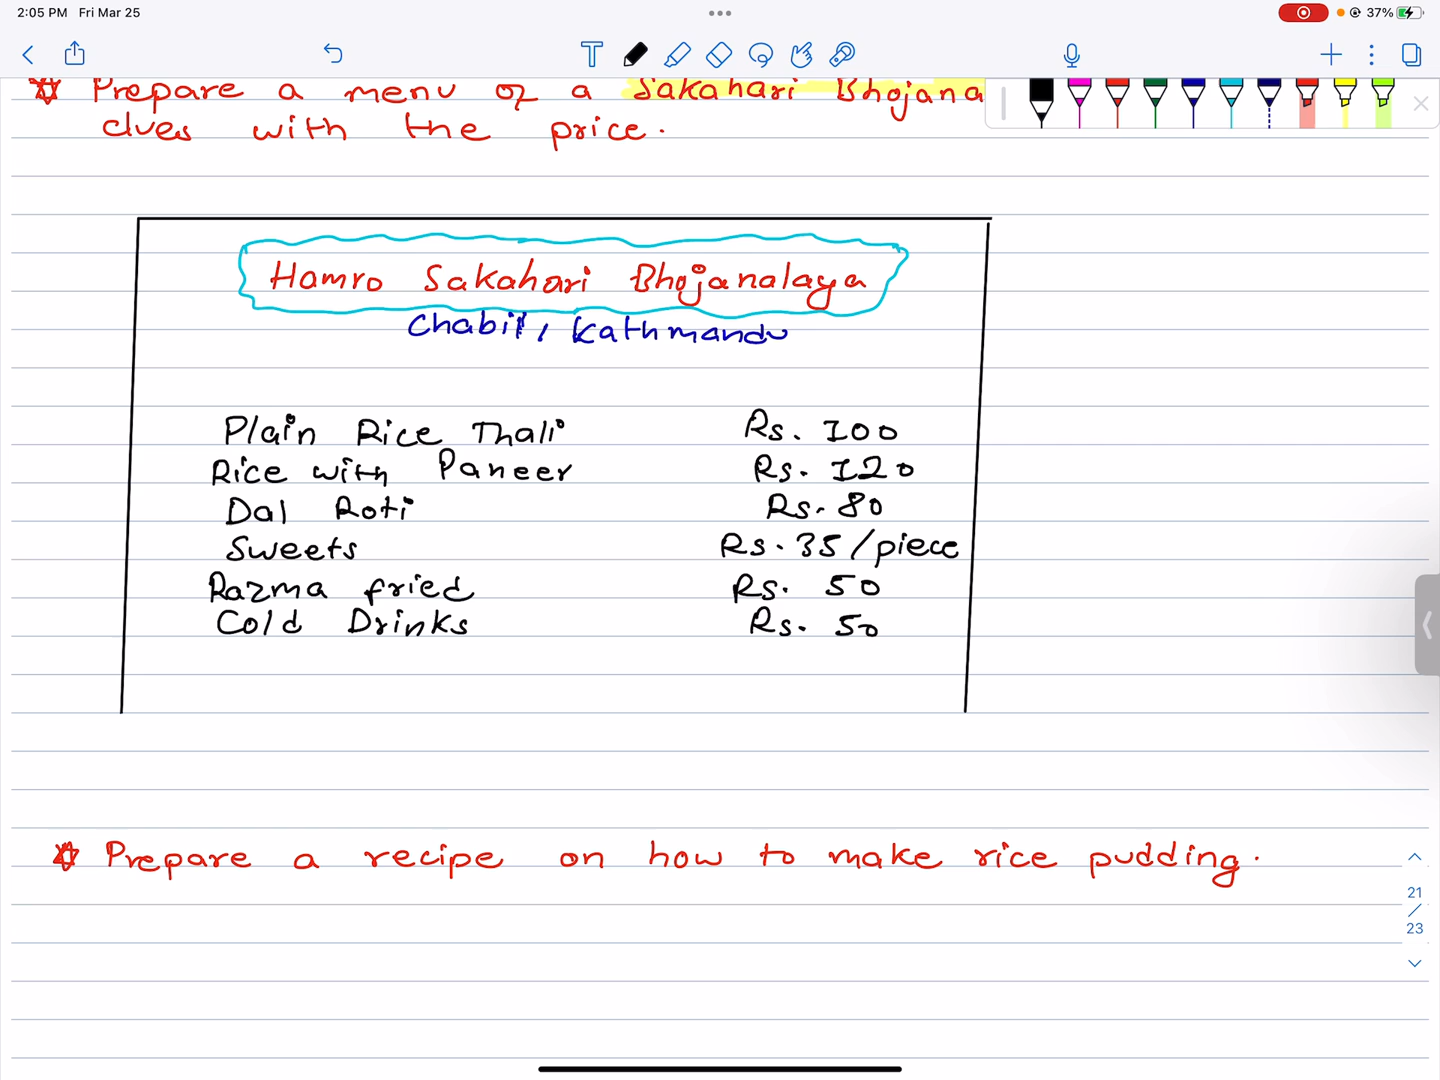 2:05 PM Fri Mar 25
37%
Prepare a menu of a Sakahari Bhojana
clues with the price.
Hamro Sakahari Bhojanalaya
Chabil, Kathmandu
Plain Rice Thali Rs. 100
Rice with Paneer Rs. 120
Dal Roti Rs. 80
Sweets Rs. 35/piece
Razma fried Rs. 50
Cold Drinks Rs. 50
Prepare a recipe on how to make rice pudding.
21
/
23